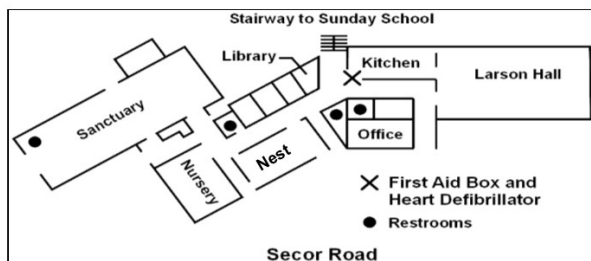 Stairway to Sunday School
Library
Kitchen
Larson Hall
Sanctuary
Office
Nest
Nursery
First Aid Box and
Heart Defibrillator
Restrooms
Secor Road